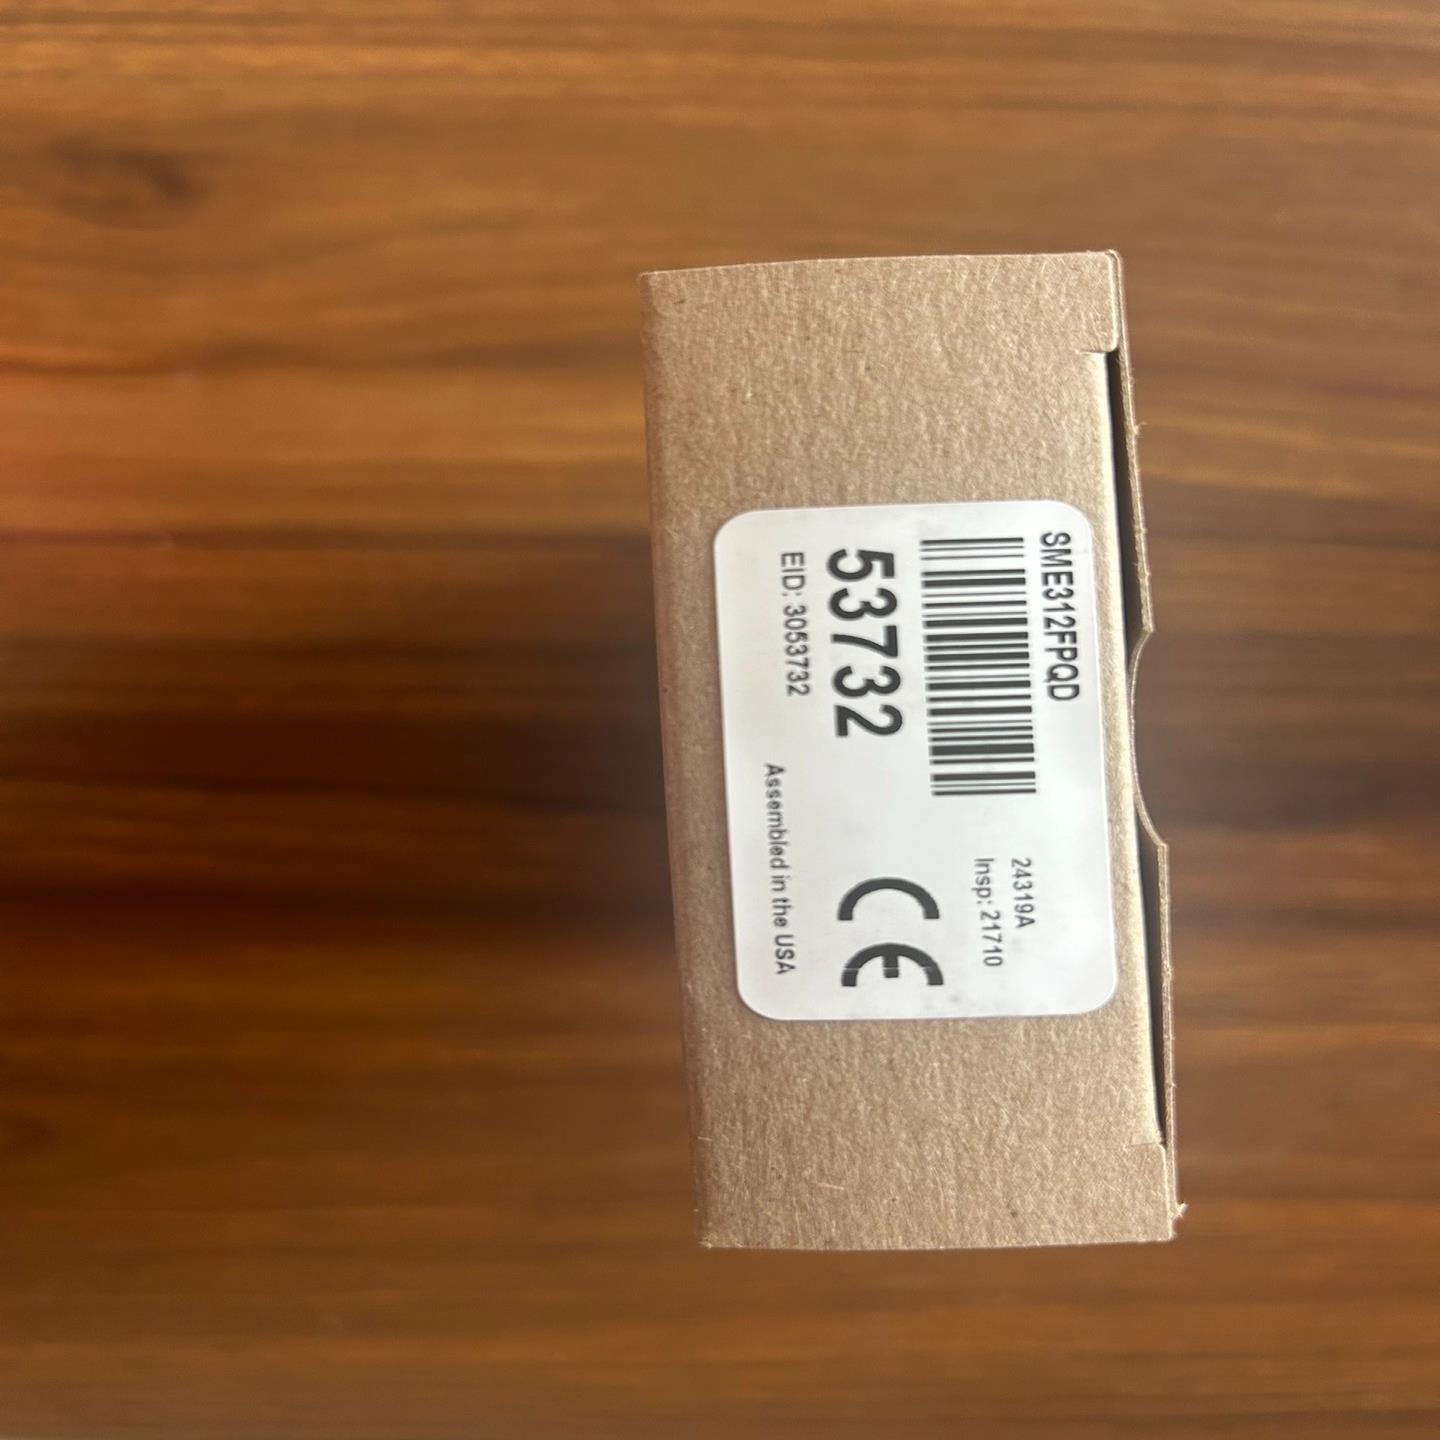 SME312FPQD
53732
EID: 3053732
24319A
Insp: 21710
CE
Assembled in the USA